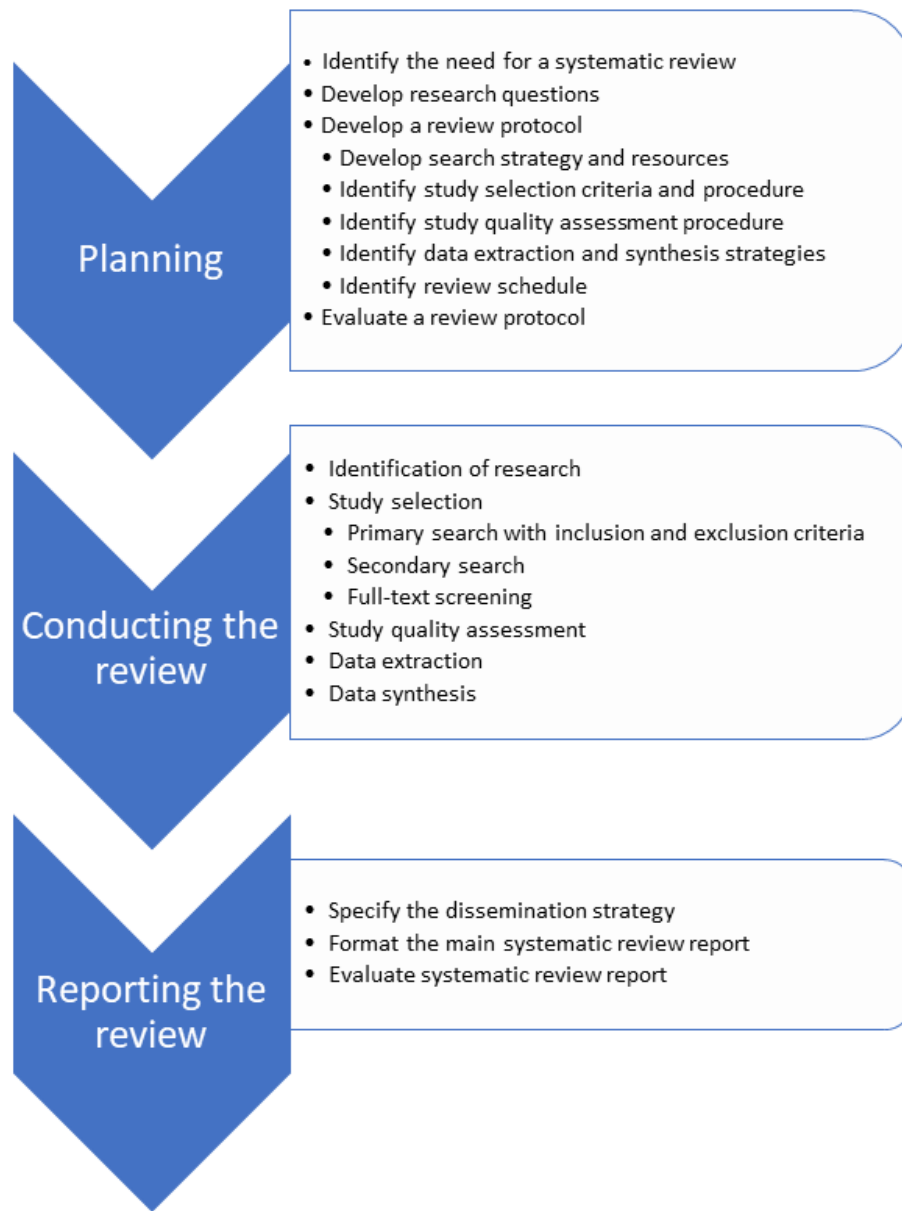 Planning
• Identify the need for a systematic review
• Develop research questions
• Develop a review protocol
• Develop search strategy and resources
• Identify study selection criteria and procedure
• Identify study quality assessment procedure
• Identify data extraction and synthesis strategies
• Identify review schedule
• Evaluate a review protocol
Conducting the
review
• Identification of research
• Study selection
• Primary search with inclusion and exclusion criteria
• Secondary search
• Full-text screening
• Study quality assessment
• Data extraction
• Data synthesis
Reporting the
review
• Specify the dissemination strategy
• Format the main systematic review report
• Evaluate systematic review report